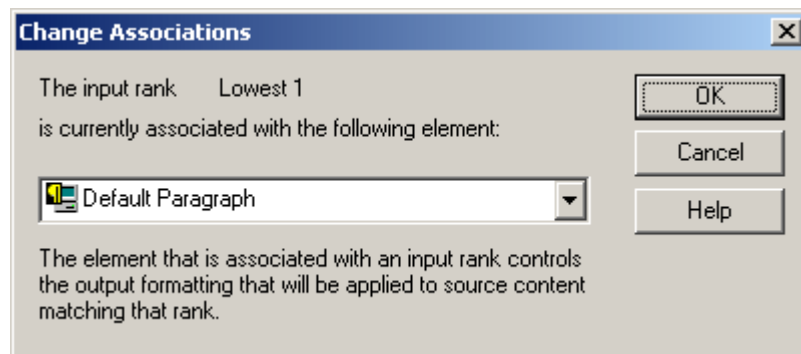 Change Associations
The input rank Lowest 1
is currently associated with the following element:
OK
Cancel
Default Paragraph
Help
The element that is associated with an input rank controls
the output formatting that will be applied to source content
matching that rank.